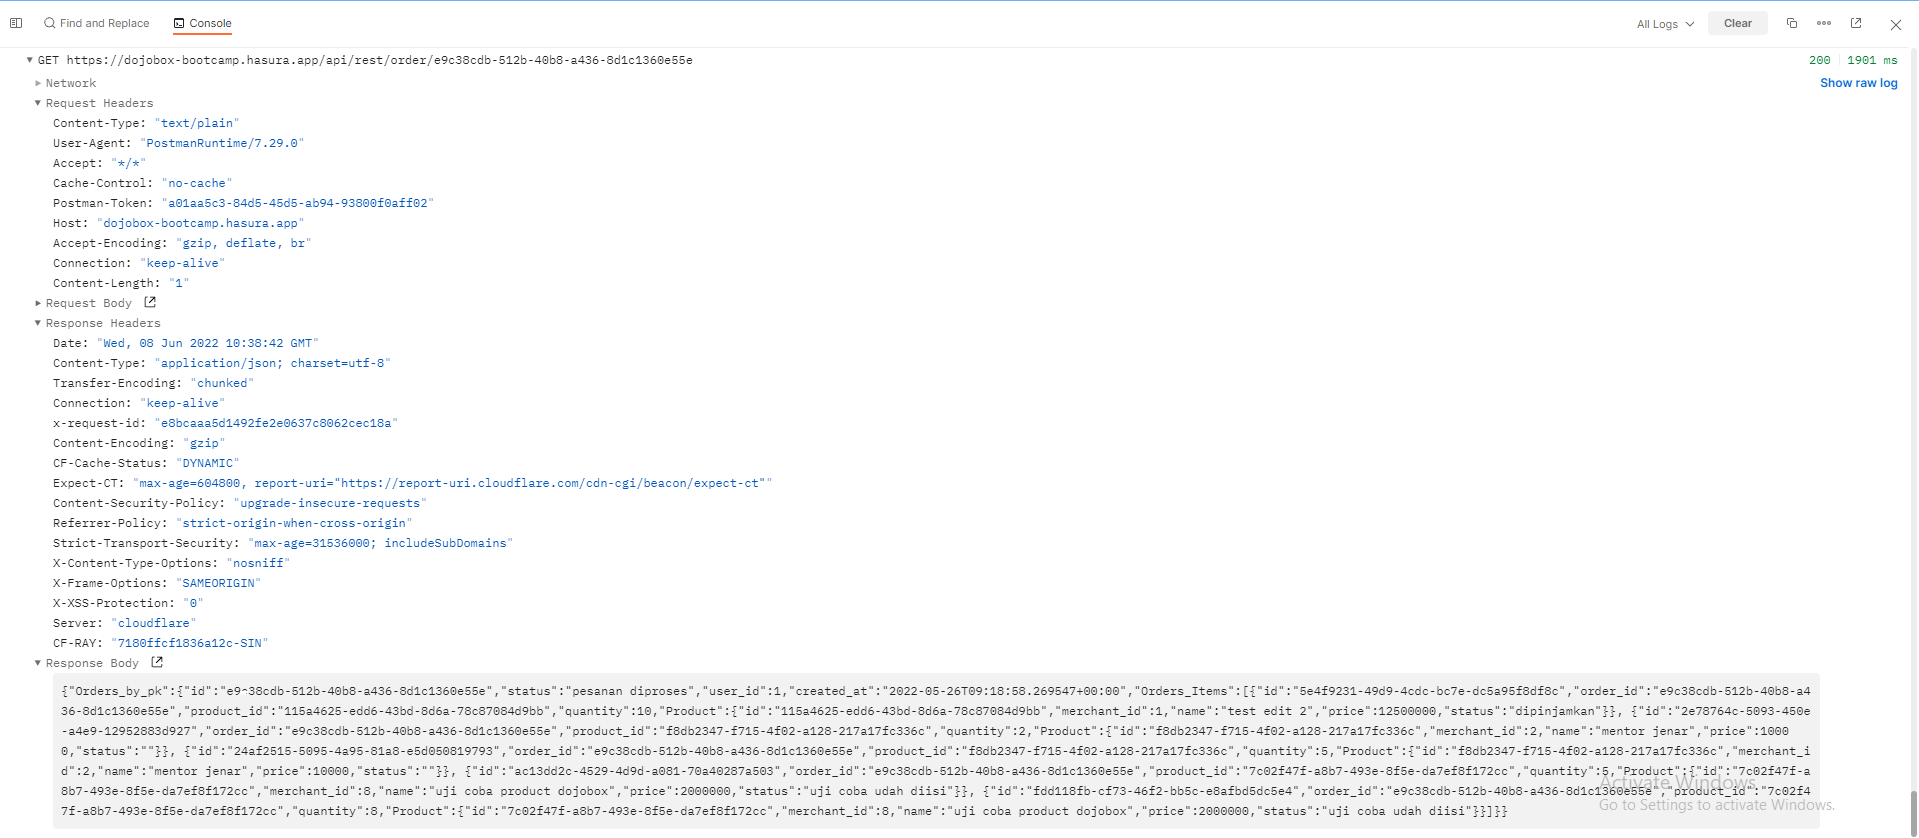 Find and Replace Console All Logs Clear
GET https://dojobox-bootcamp.hasura.app/api/rest/order/e9c38cdb-512b-40b8-a436-8d1c1360e55e 200 1901 ms
Network Show raw log
Request Headers
Content-Type: "text/plain"
User-Agent: "PostmanRuntime/7.29.0"
Accept: "*/*"
Cache-Control: "no-cache"
Postman-Token: "a01aa5c3-84d5-45d5-ab94-93800f0aff02"
Host: "dojobox-bootcamp.hasura.app"
Accept-Encoding: "gzip, deflate, br"
Connection: "keep-alive"
Content-Length: "1"
Request Body
Response Headers
Date: "Wed, 08 Jun 2022 10:38:42 GMT"
Content-Type: "application/json; charset=utf-8"
Transfer-Encoding: "chunked"
Connection: "keep-alive"
x-request-id: "e8bcaaa5d1492fe2e0637c8062cec18a"
Content-Encoding: "gzip"
CF-Cache-Status: "DYNAMIC"
Expect-CT: "max-age=604800, report-uri="https://report-uri.cloudflare.com/cdn-cgi/beacon/expect-ct""
Content-Security-Policy: "upgrade-insecure-requests"
Referrer-Policy: "strict-origin-when-cross-origin"
Strict-Transport-Security: "max-age=31536000; includeSubDomains"
X-Content-Type-Options: "nosniff"
X-Frame-Options: "SAMEORIGIN"
X-XSS-Protection: "0"
Server: "cloudflare"
CF-RAY: "7180ffcf1836a12c-SIN"
Response Body
{"Orders_by_pk":{"id":"e9c38cdb-512b-40b8-a436-8d1c1360e55e","status":"pesanan diproses","user_id":1,"created_at":"2022-05-26T09:18:58.269547+00:00","Orders_Items":[{"id":"5e4f9231-49d9-4cdc-bc7e-dc5a95f8df8c","order_id":"e9c38cdb-512b-40b8-a4
36-8d1c1360e55e","product_id":"115a4625-edd6-43bd-8d6a-78c87084d9bb","quantity":10,"Product":{"id":"115a4625-edd6-43bd-8d6a-78c87084d9bb","merchant_id":1,"name":"test edit 2","price":12500000,"status":"dipinjamkan"}}, {"id":"2e78764c-5093-450e
-a4e9-12952883d927","order_id":"e9c38cdb-512b-40b8-a436-8d1c1360e55e","product_id":"f8db2347-f715-4f02-a128-217a17fc336c","quantity":2,"Product":{"id":"f8db2347-f715-4f02-a128-217a17fc336c","merchant_id":2,"name":"mentor jenar","price":1000
0,"status":""}}, {"id":"24af2515-5095-4a95-81a8-e5d050819793","order_id":"e9c38cdb-512b-40b8-a436-8d1c1360e55e","product_id":"f8db2347-f715-4f02-a128-217a17fc336c","quantity":5,"Product":{"id":"f8db2347-f715-4f02-a128-217a17fc336c","merchant_i
d":2,"name":"mentor jenar","price":10000,"status":""}}, {"id":"ac13dd2c-4529-4d9d-a081-70a40287a503","order_id":"e9c38cdb-512b-40b8-a436-8d1c1360e55e","product_id":"7c02f47f-a8b7-493e-8f5e-da7ef8f172cc","quantity":5,"Product":{"id":"7c02f47f-a
8b7-493e-8f5e-da7ef8f172cc","merchant_id":8,"name":"uji coba product dojobox","price":2000000,"status":"uji coba udah diisi"}}, {"id":"fdd118fb-cf73-46f2-bb5c-e8afbd5dc5e4","order_id":"e9c38cdb-512b-40b8-a436-8d1c1360e55e","product_id":"7c02f4
7f-a8b7-493e-8f5e-da7ef8f172cc","quantity":8,"Product":{"id":"7c02f47f-a8b7-493e-8f5e-da7ef8f172cc","merchant_id":8,"name":"uji coba product dojobox","price":2000000,"status":"uji coba udah diisi"}}]}}
Activate Windows
Go to Settings to activate Windows.